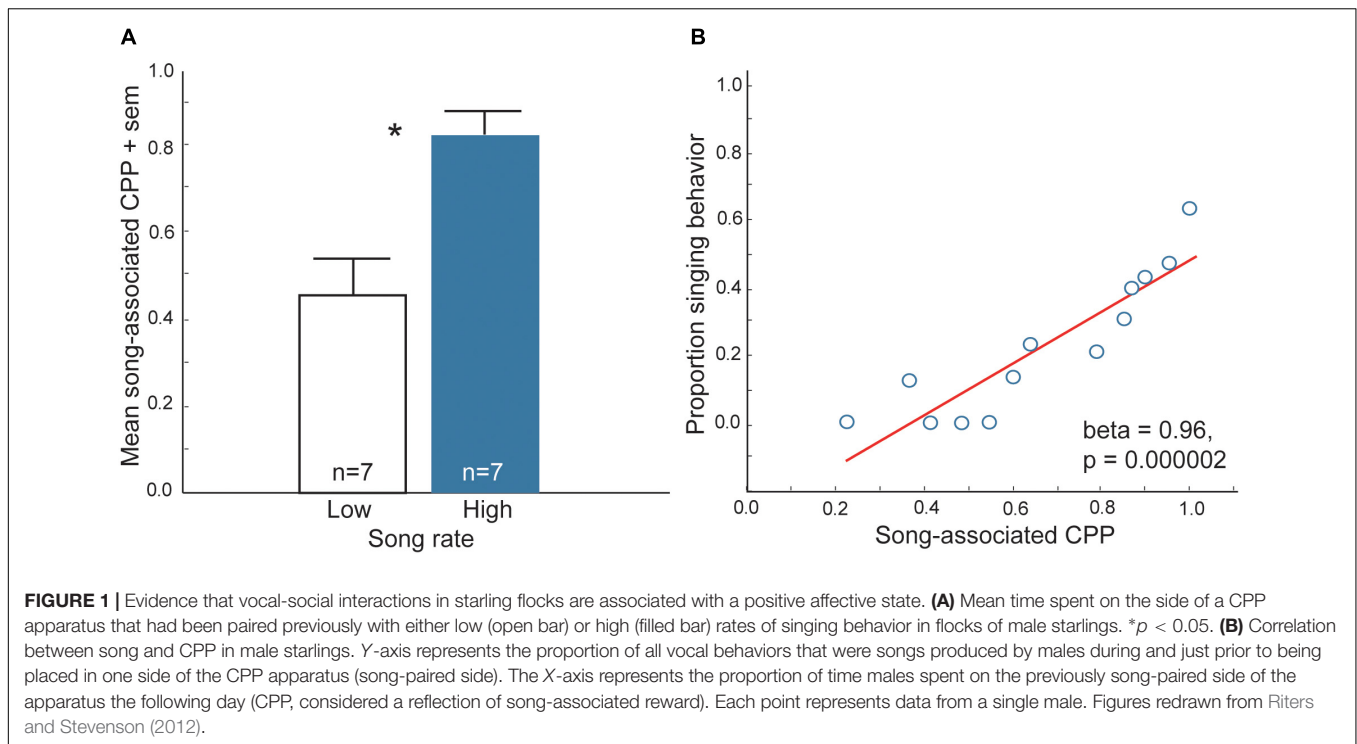 A
Mean song-associated CPP + sem
1.0
0.8
0.6
0.4
0.2
0.0
*
n=7
n=7
Low
High
Song rate
B
Proportion singing behavior
1.0
0.8
0.6
0.4
0.2
0.0
beta = 0.96,
p = 0.000002
0.0
0.2
0.4
0.6
0.8
1.0
Song-associated CPP
FIGURE 1 | Evidence that vocal-social interactions in starling flocks are associated with a positive affective state. (A) Mean time spent on the side of a CPP
apparatus that had been paired previously with either low (open bar) or high (filled bar) rates of singing behavior in flocks of male starlings. *p < 0.05. (B) Correlation
between song and CPP in male starlings. Y-axis represents the proportion of all vocal behaviors that were songs produced by males during and just prior to being
placed in one side of the CPP apparatus (song-paired side). The X-axis represents the proportion of time males spent on the previously song-paired side of the
apparatus the following day (CPP, considered a reflection of song-associated reward). Each point represents data from a single male. Figures redrawn from Riters
and Stevenson (2012).